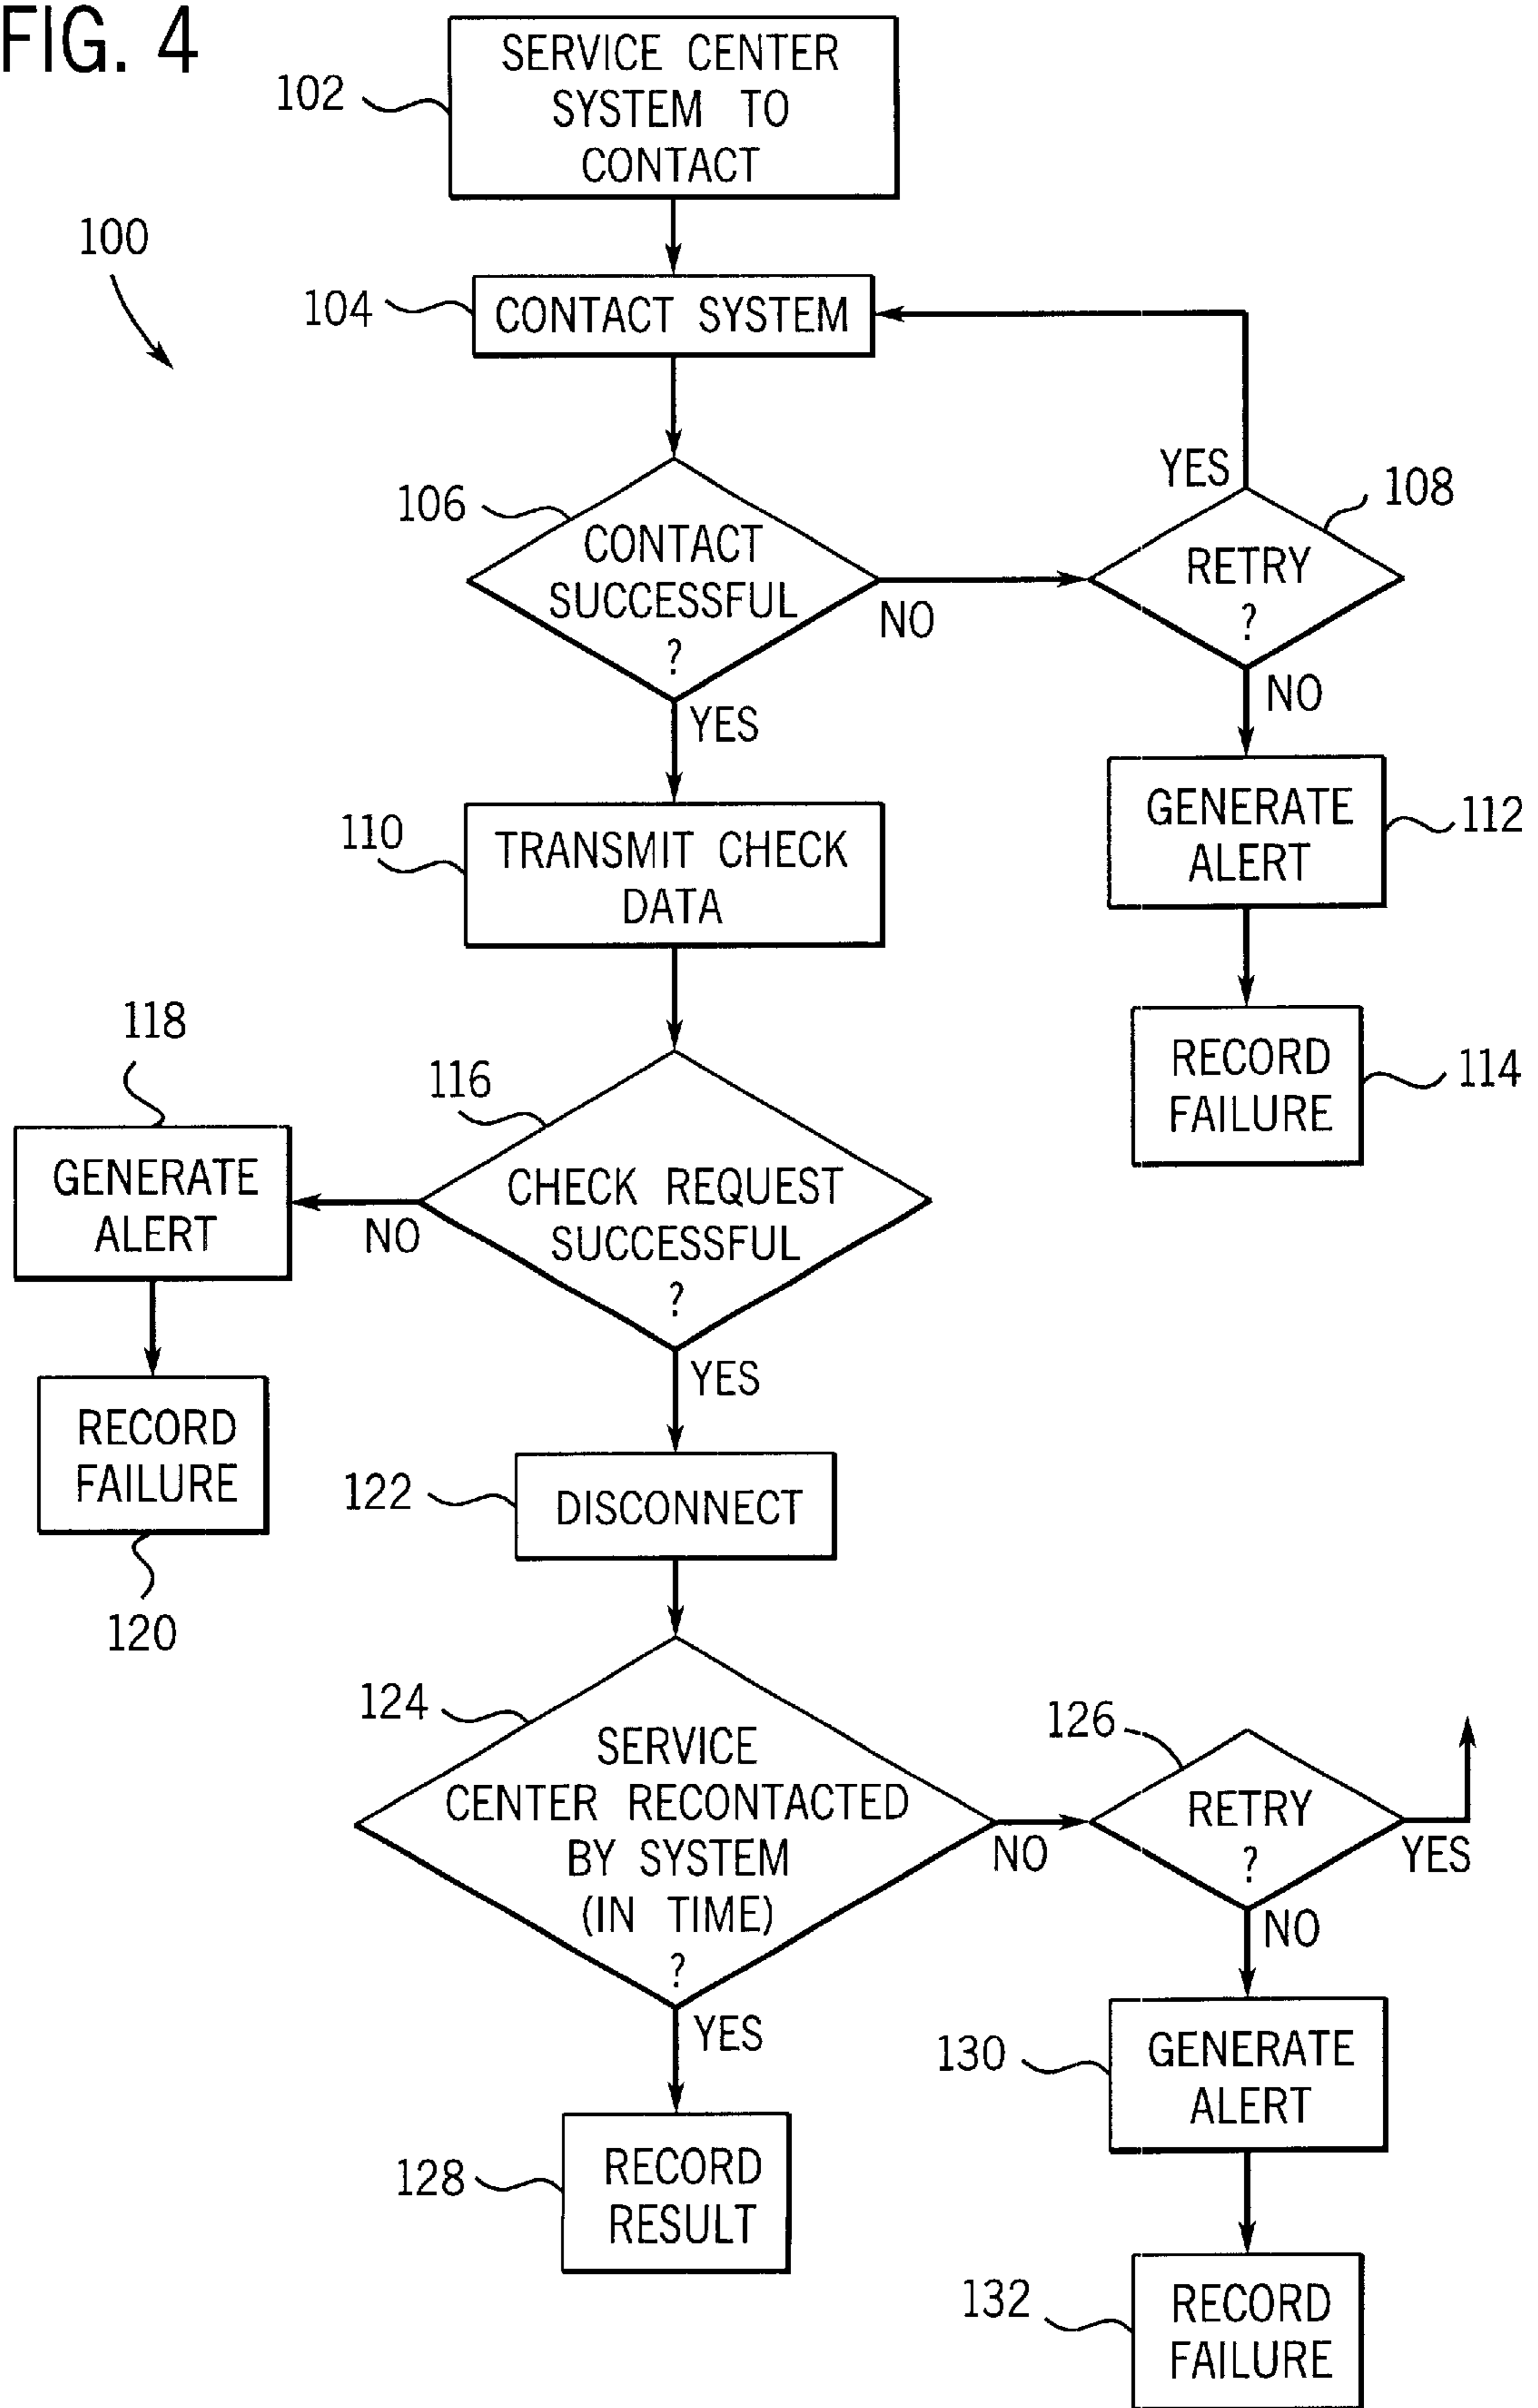 FIG. 4
SERVICE CENTER
SYSTEM TO
CONTACT
102
100
104
CONTACT SYSTEM
YES
108
106
CONTACT
SUCCESSFUL
?
NO
RETRY
?
YES
NO
110
TRANSMIT CHECK
DATA
GENERATE
ALERT
112
RECORD
FAILURE
114
118
116
GENERATE
ALERT
NO
CHECK REQUEST
SUCCESSFUL
?
YES
RECORD
FAILURE
120
122
DISCONNECT
124
SERVICE
CENTER RECONTACTED
BY SYSTEM
(IN TIME)
?
NO
126
RETRY
?
YES
NO
YES
130
GENERATE
ALERT
128
RECORD
RESULT
132
RECORD
FAILURE